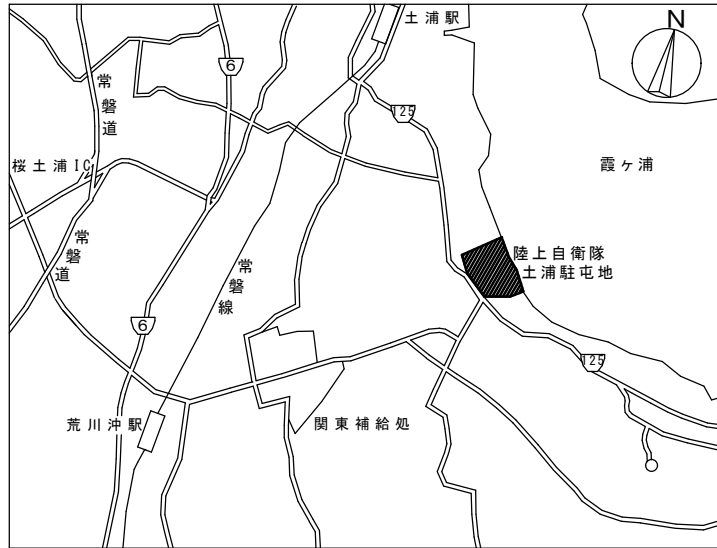 土浦駅
N
6
常磐道
125
桜土浦IC
霞ヶ浦
陸上自衛隊
土浦駐屯地
常磐道
常磐線
6
125
荒川沖駅
関東補給処